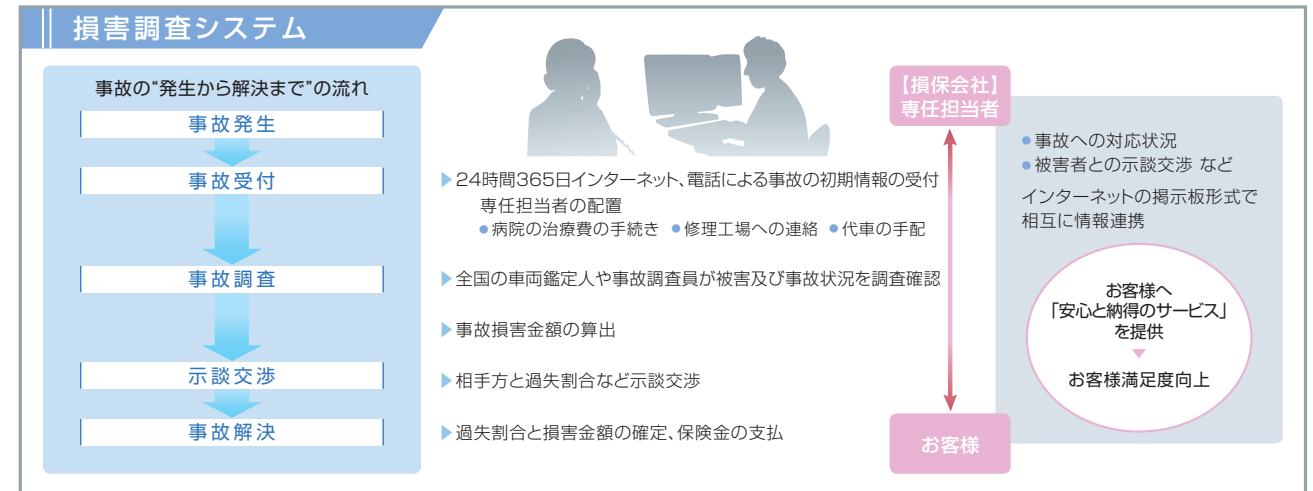 損害調査システム
事故の“発生から解決まで”の流れ
事故発生
事故受付
事故調査
示談交渉
事故解決
▶24時間365日インターネット、電話による事故の初期情報の受付
専任担当者の配置
●病院の治療費の手続き ●修理工場への連絡 ●代車の手配
▶全国の車両鑑定人や事故調査員が被害及び事故状況を調査確認
▶事故損害金額の算出
▶相手方と過失割合など示談交渉
▶過失割合と損害金額の確定、保険金の支払
【損保会社】
専任担当者
お客様
●事故への対応状況
●被害者との示談交渉 など
インターネットの掲示板形式で
相互に情報連携
お客様へ
「安心と納得のサービス」
を提供
▼
お客様満足度向上